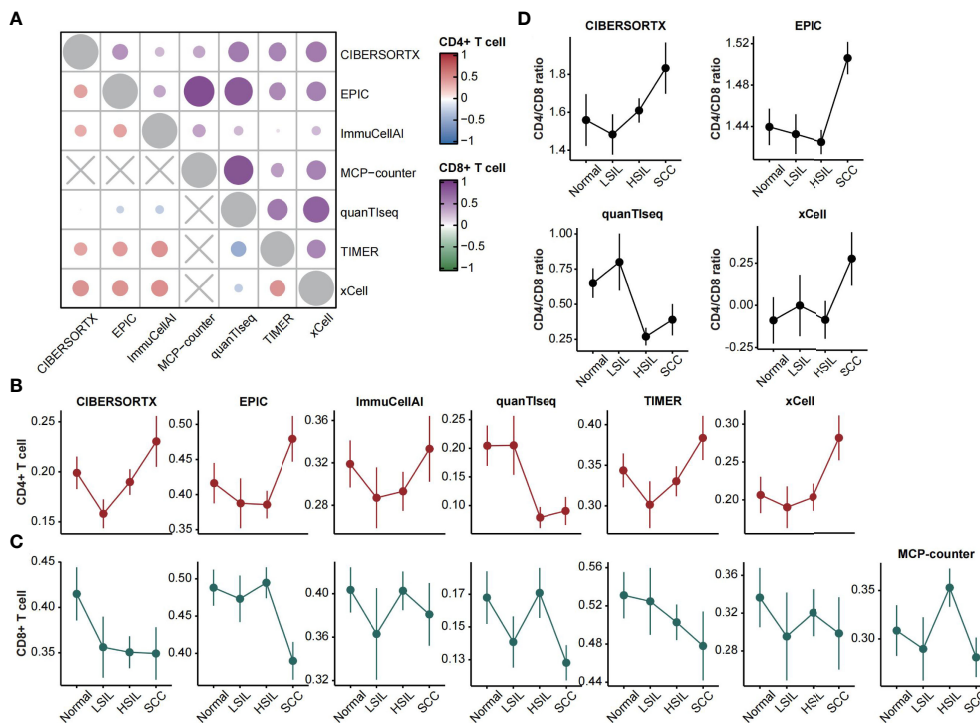 A
CIBERSORTX
EPIC
ImmuCellAI
MCP-counter
quanTIseq
TIMER
xCell
CIBERSORTX
EPIC
ImmuCellAI
MCP-counter
quanTIseq
TIMER
xCell
CD4+ T cell
1
0.5
0
-0.5
-1
CD8+ T cell
1
0.5
0
-0.5
-1
D
CIBERSORTX
CD4/CD8 ratio
1.8
1.6
1.4
Normal
LSIL
HSIL
SCC
EPIC
CD4/CD8 ratio
1.52
1.48
1.44
Normal
LSIL
HSIL
SCC
quanTIseq
CD4/CD8 ratio
1.00
0.75
0.50
0.25
Normal
LSIL
HSIL
SCC
xCell
CD4/CD8 ratio
0.25
0.00
-0.25
Normal
LSIL
HSIL
SCC
B
CD4+ T cell
CIBERSORTX
0.25
0.20
0.15
EPIC
0.50
0.45
0.40
0.35
ImmuCellAI
0.36
0.32
0.28
quanTIseq
0.25
0.20
0.15
0.10
TIMER
0.40
0.35
0.30
xCell
0.30
0.25
0.20
C
CD8+ T cell
0.45
0.40
0.35
Normal
LSIL
HSIL
SCC
0.50
0.45
0.40
Normal
LSIL
HSIL
SCC
0.40
0.36
0.32
Normal
LSIL
HSIL
SCC
0.17
0.15
0.13
Normal
LSIL
HSIL
SCC
0.56
0.52
0.48
0.44
Normal
LSIL
HSIL
SCC
0.36
0.32
0.28
Normal
LSIL
HSIL
SCC
MCP-counter
0.35
0.30
Normal
LSIL
HSIL
SCC